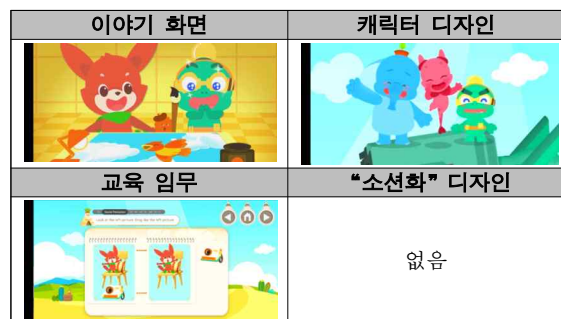 이야기 화면
캐릭터 디자인
교육 임무
“소션화” 디자인
없음